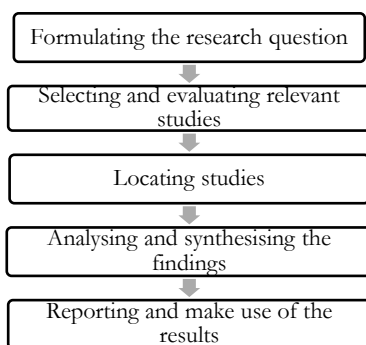 Formulating the research question
Selecting and evaluating relevant
studies
Locating studies
Analysing and synthesising the
findings
Reporting and make use of the
results